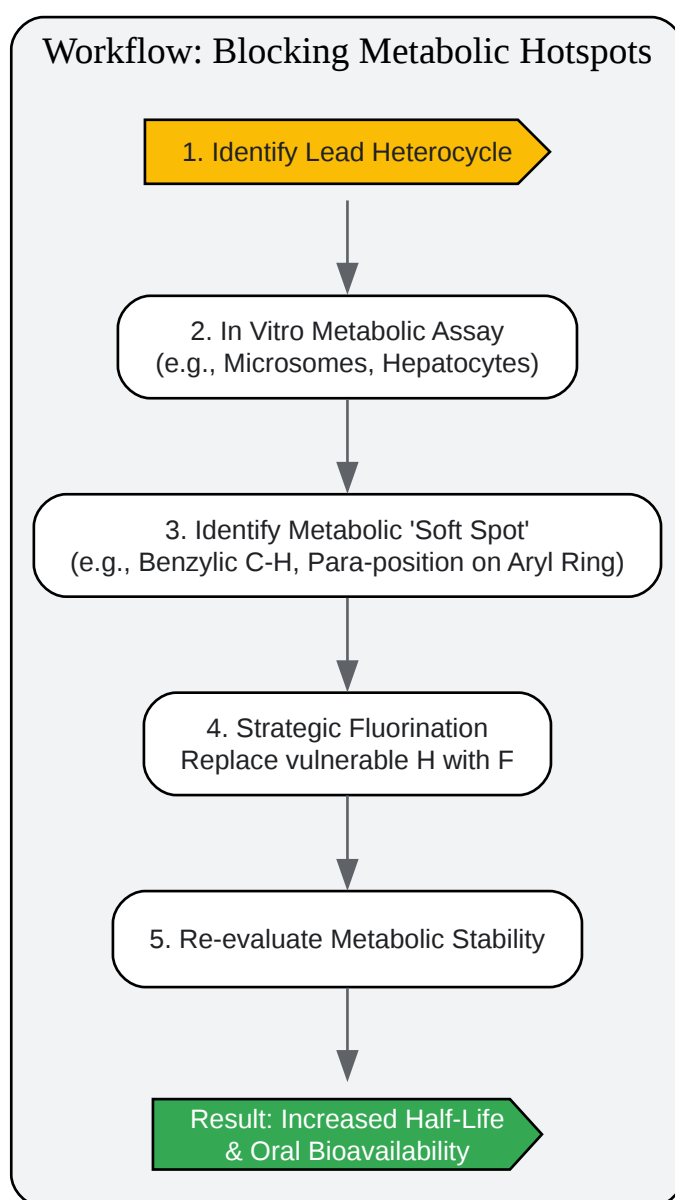 Workflow: Blocking Metabolic Hotspots
1. Identify Lead Heterocycle
2. In Vitro Metabolic Assay
(e.g., Microsomes, Hepatocytes)
3. Identify Metabolic 'Soft Spot'
(e.g., Benzylic C-H, Para-position on Aryl Ring)
4. Strategic Fluorination
Replace vulnerable H with F
5. Re-evaluate Metabolic Stability
Result: Increased Half-Life
& Oral Bioavailability